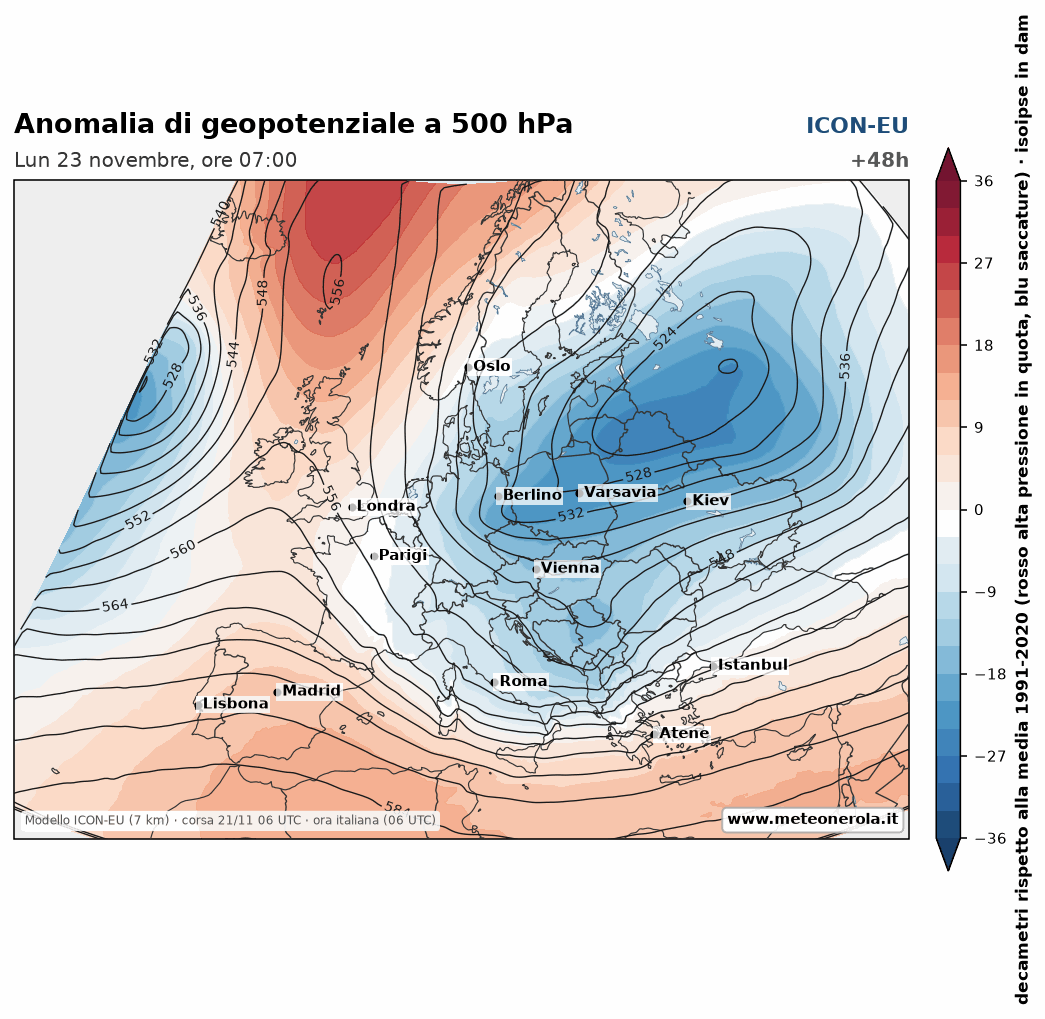 Anomalia di geopotenziale a 500 hPa
ICON-EU
Lun 23 novembre, ore 07:00
+48h
540
556
548
536
532
528
544
524
536
Oslo
528
Berlino
Varsavia
Kiev
556
Londra
532
552
560
Parigi
Vienna
548
564
Istanbul
Roma
Madrid
Lisbona
Atene
584
Modello ICON-EU (7 km) · corsa 21/11 06 UTC · ora italiana (06 UTC)
www.meteonerola.it
36
27
18
9
0
−9
−18
−27
−36
decametri rispetto alla media 1991-2020 (rosso alta pressione in quota, blu saccature) · isoipse in dam